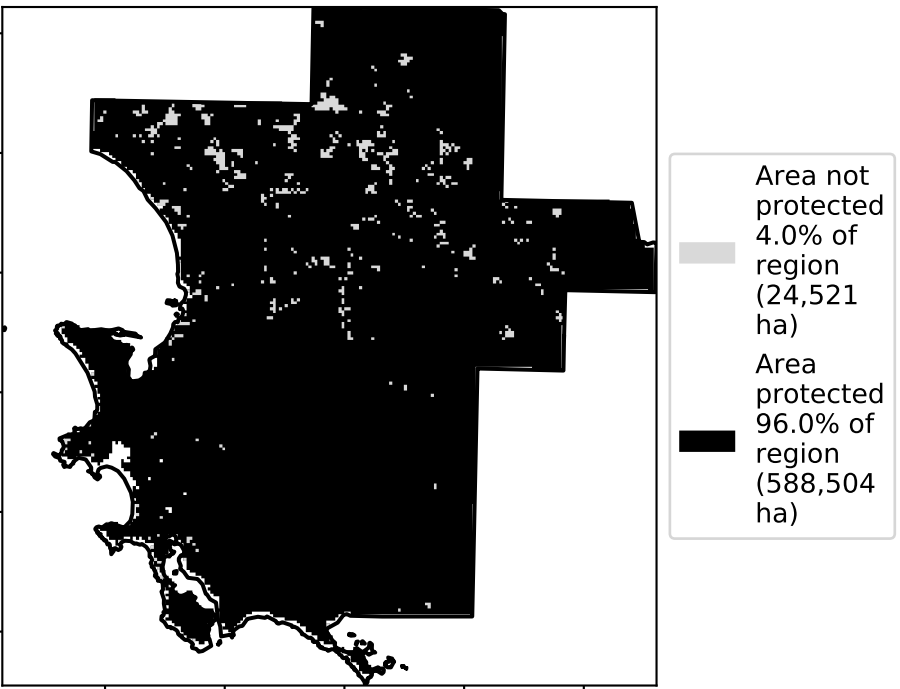 Area not
protected
4.0% of
region
(24,521
ha)
Area
protected
96.0% of
region
(588,504
ha)